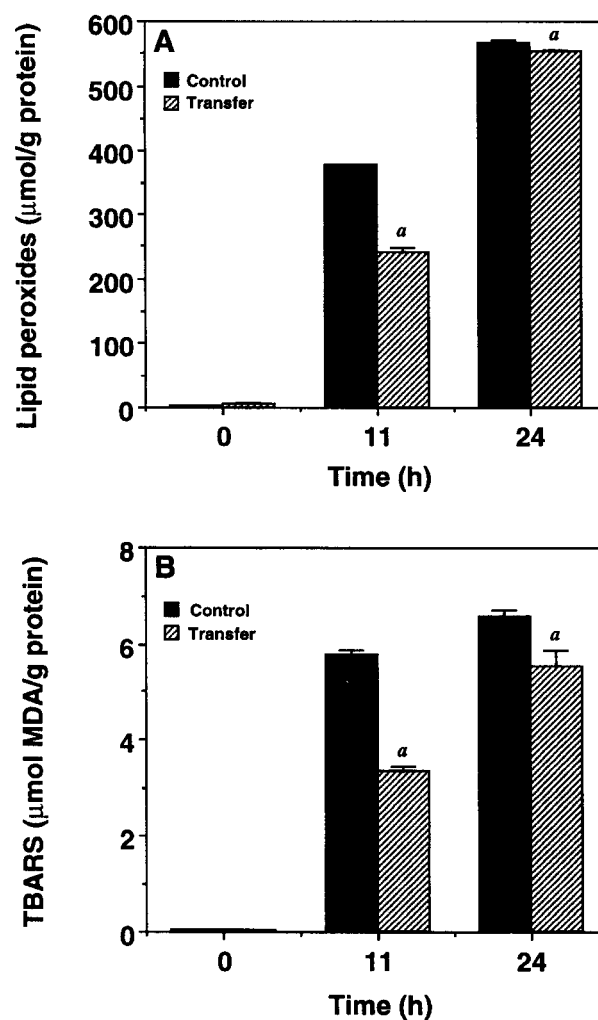 A
Control
Transfer
Lipid peroxides (μmol/g protein)
600
500
400
300
200
100
0
a
a
0 11 24
Time (h)
B
Control
Transfer
TBARS (μmol MDA/g protein)
8
6
4
2
0
a
a
0 11 24
Time (h)